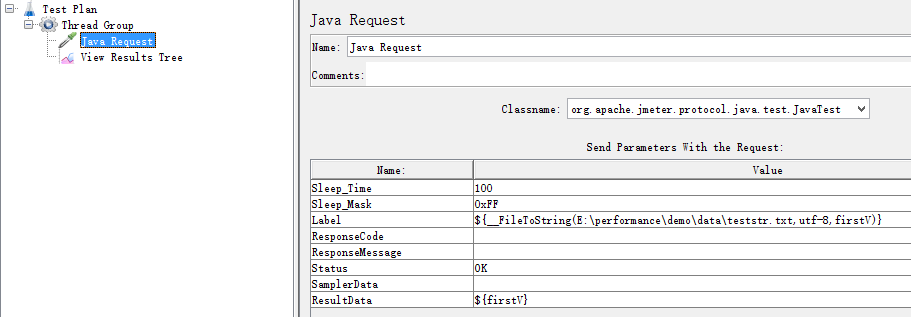 Test Plan
Thread Group
Java Request
View Results Tree
Java Request
Name: Java Request
Comments:
Classname: org.apache.jmeter.protocol.java.test.JavaTest
Send Parameters With the Request:
Name: Value
Sleep_Time 100
Sleep_Mask 0xFF
Label ${__FileToString(E:\performance\demo\data\teststr.txt,utf-8,firstV)}
ResponseCode
ResponseMessage
Status OK
SamplerData
ResultData ${firstV}